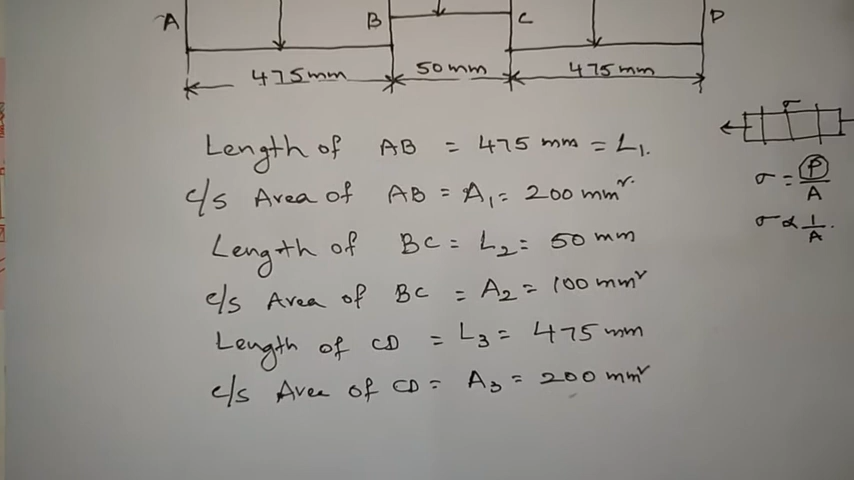 A B C D
475mm 50mm 475mm
Length of AB = 475 mm = L₁.
c/s Area of AB = A₁ = 200 mm².
Length of BC = L₂ = 50 mm
c/s Area of BC = A₂ = 100 mm²
Length of CD = L₃ = 475 mm
c/s Area of CD = A₃ = 200 mm²
σ
σ = P/A
σ ∝ 1/A.